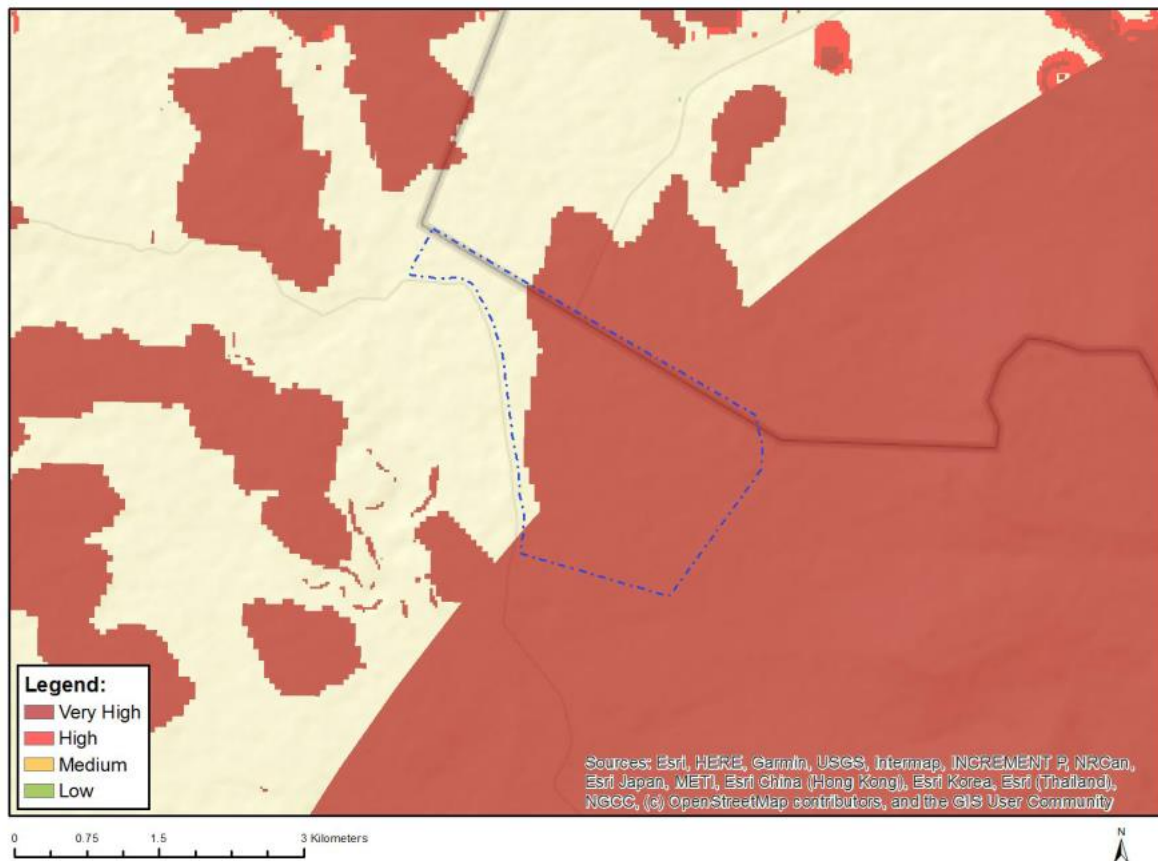 Legend:
Very High
High
Medium
Low
Sources: Esri, HERE, Garmin, USGS, Intermap, INCREMENT P, NRCan,
Esri Japan, METI, Esri China (Hong Kong), Esri Korea, Esri (Thailand),
NGCC, (c) OpenStreetMap contributors, and the GIS User Community
0 0.75 1.5 3 Kilometers
N